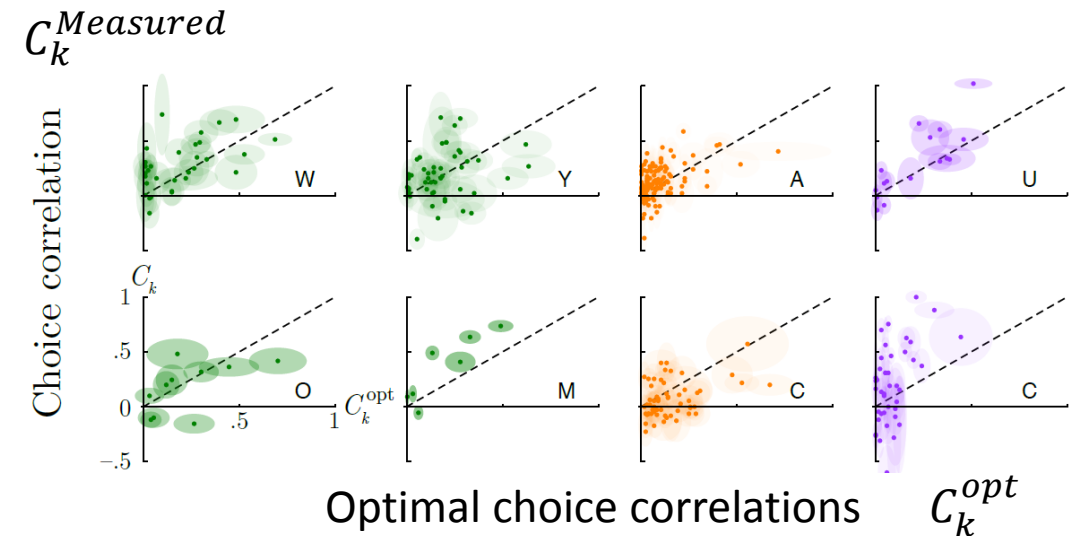 C_k^Measured
Choice correlation
W
Y
A
U
C_k
1
.5
0
−.5
.5
1
O
C_k^opt
M
C
C
Optimal choice correlations
C_k^opt